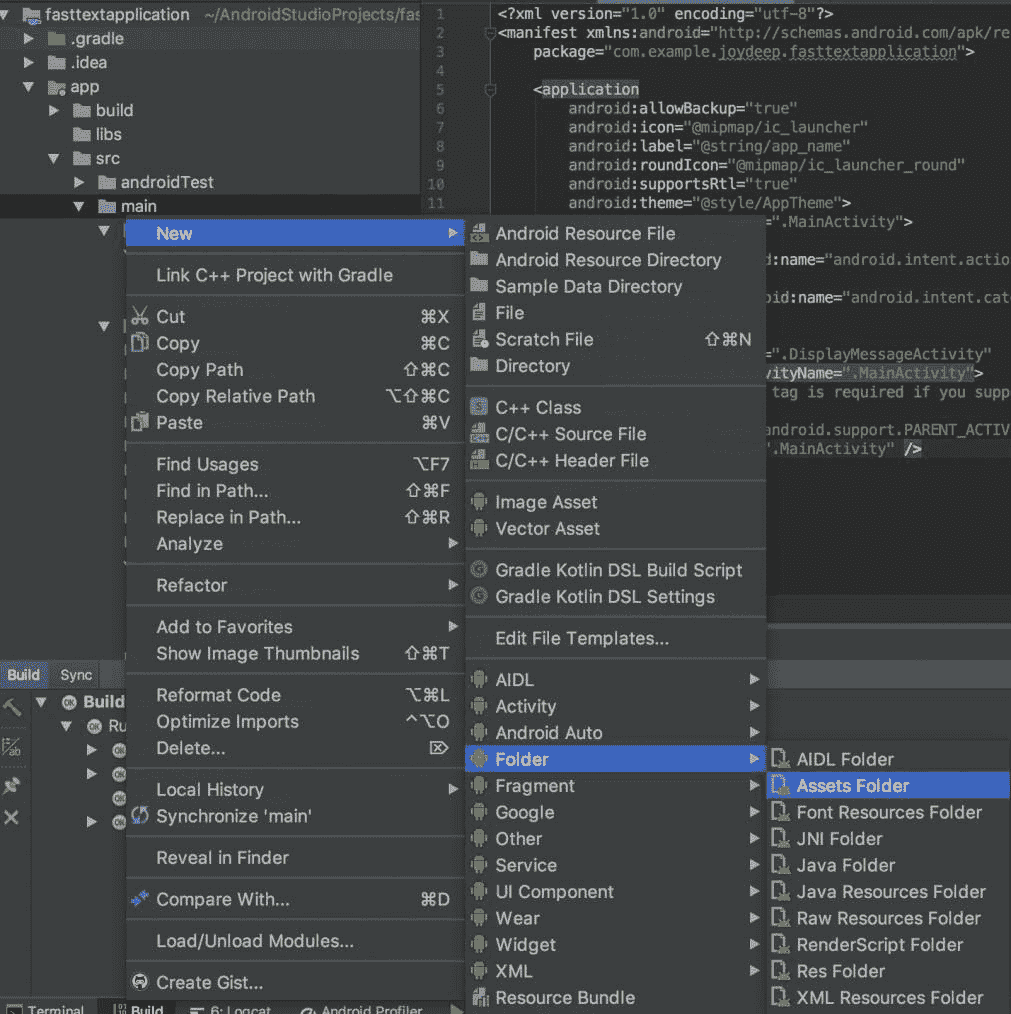 fasttextapplication ~/AndroidStudioProjects/fas
.gradle
.idea
app
build
libs
src
androidTest
main
1 <?xml version="1.0" encoding="utf-8"?>
2 <manifest xmlns:android="http://schemas.android.com/apk/re
3 package="com.example.joydeep.fasttextapplication">
4
5 <application
6 android:allowBackup="true"
7 android:icon="@mipmap/ic_launcher"
8 android:label="@string/app_name"
9 android:roundIcon="@mipmap/ic_launcher_round"
10 android:supportsRtl="true"
11 android:theme="@style/AppTheme">
=".MainActivity">
d:name="android.intent.actio
oid:name="android.intent.cat
=".DisplayMessageActivity"
vityName=".MainActivity">
tag is required if you supp
android.support.PARENT_ACTIV
".MainActivity" />
New
Link C++ Project with Gradle
Cut ⌘X
Copy ⌘C
Copy Path ⇧⌘C
Copy Relative Path ⌥⇧⌘C
Paste ⌘V
Find Usages ⌥F7
Find in Path... ⇧⌘F
Replace in Path... ⇧⌘R
Analyze
Refactor
Add to Favorites
Show Image Thumbnails ⇧⌘T
Reformat Code ⌥⌘L
Optimize Imports ^⌥O
Delete... ⌦
Local History
Synchronize 'main'
Reveal in Finder
Compare With... ⌘D
Load/Unload Modules...
Create Gist...
Android Resource File
Android Resource Directory
Sample Data Directory
File
Scratch File ⇧⌘N
Directory
C++ Class
C/C++ Source File
C/C++ Header File
Image Asset
Vector Asset
Gradle Kotlin DSL Build Script
Gradle Kotlin DSL Settings
Edit File Templates...
AIDL
Activity
Android Auto
Folder
Fragment
Google
Other
Service
UI Component
Wear
Widget
XML
Resource Bundle
AIDL Folder
Assets Folder
Font Resources Folder
JNI Folder
Java Folder
Java Resources Folder
Raw Resources Folder
RenderScript Folder
Res Folder
XML Resources Folder
Build Sync
Build
Ru
Terminal Build 6: Logcat Android Profiler